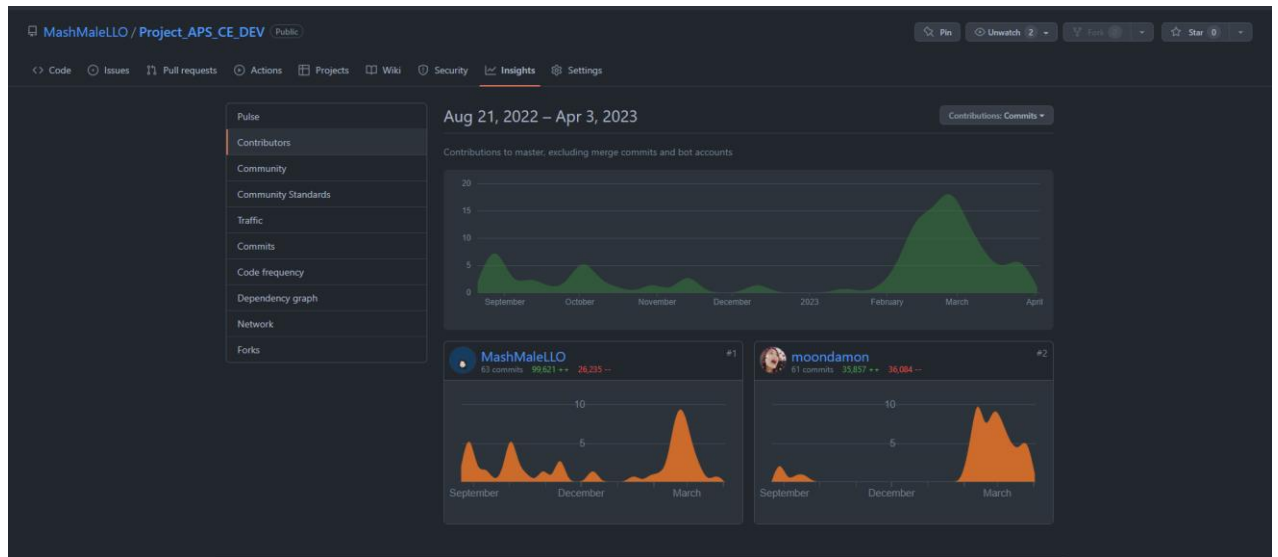 MashMaleLLO / Project_APS_CE_DEV Public
Pin Unwatch 2 Fork Star 0
Code Issues Pull requests Actions Projects Wiki Security Insights Settings
Pulse
Contributors
Community
Community Standards
Traffic
Commits
Code frequency
Dependency graph
Network
Forks
Aug 21, 2022 – Apr 3, 2023
Contributions: Commits
Contributions to master, excluding merge commits and bot accounts
20
15
10
5
0
September October November December 2023 February March April
MashMaleLLO #1
63 commits 99,621 ++ 26,235 --
10
5
September December March
moondamon #2
61 commits 35,857 ++ 36,084 --
10
5
September December March